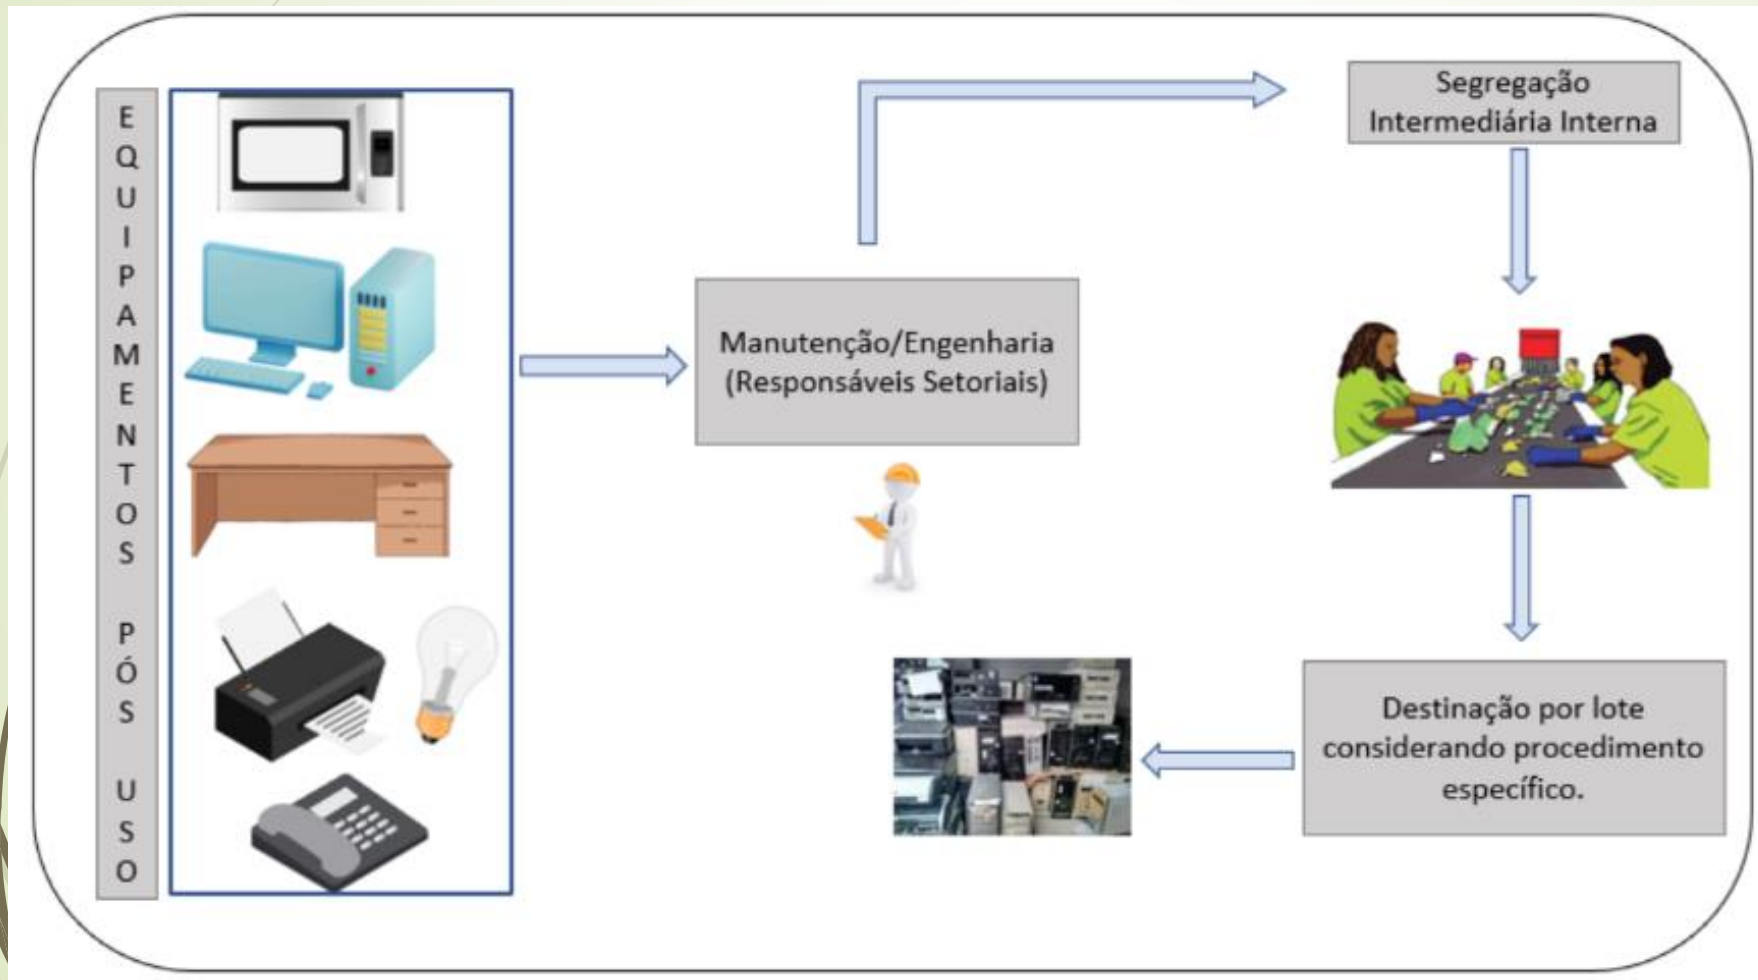 EQUIPAMENTOS PÓS USO
Manutenção/Engenharia
(Responsáveis Setoriais)
Segregação
Intermediária Interna
Destinação por lote
considerando procedimento
específico.